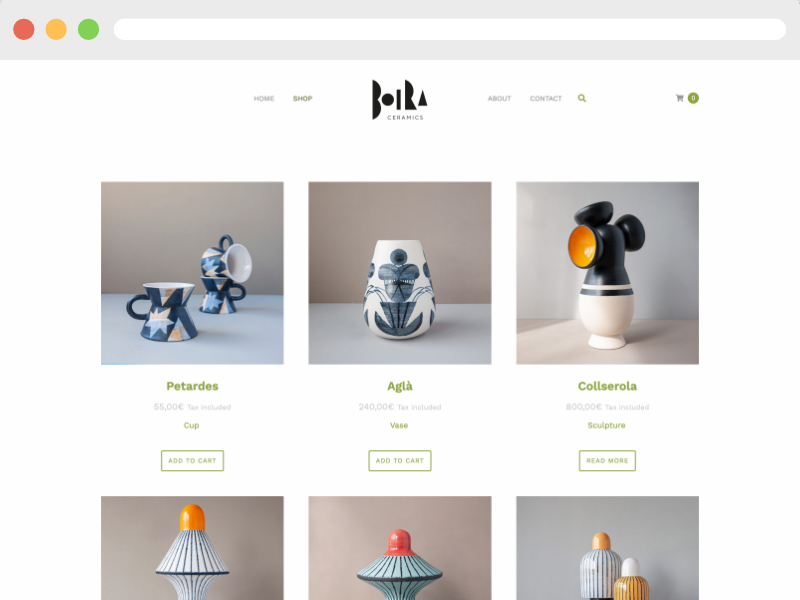 HOME SHOP BOIRA ABOUT CONTACT 0
CERAMICS
Petardes Aglà Collserola
55,00€ Tax Included 240,00€ Tax Included 800,00€ Tax Included
Cup Vase Sculpture
ADD TO CART ADD TO CART READ MORE